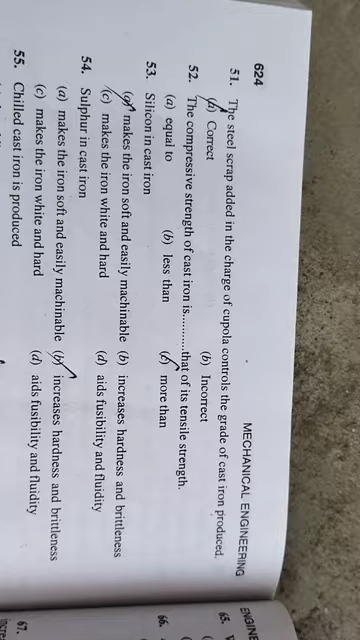 624
MECHANICAL ENGINEERING
51. The steel scrap added in the charge of cupola controls the grade of cast iron produced.
(a) Correct (b) Incorrect
52. The compressive strength of cast iron is............that of its tensile strength.
(a) equal to (b) less than (c) more than
53. Silicon in cast iron
(a) makes the iron soft and easily machinable (b) increases hardness and brittleness
(c) makes the iron white and hard (d) aids fusibility and fluidity
54. Sulphur in cast iron
(a) makes the iron soft and easily machinable (b) increases hardness and brittleness
(c) makes the iron white and hard (d) aids fusibility and fluidity
55. Chilled cast iron is produced
ENGINE
65.
66.
67.